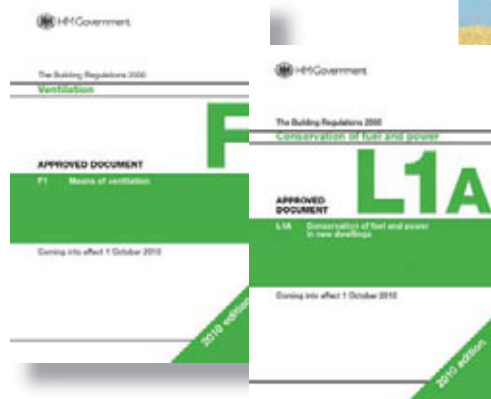 HM Government
The Building Regulations 2000
Ventilation
F
APPROVED DOCUMENT
F1 Means of ventilation
Coming into effect 1 October 2010
2010 edition
HM Government
The Building Regulations 2000
Conservation of fuel and power
L1A
APPROVED
DOCUMENT
L1A Conservation of fuel and power
in new dwellings
Coming into effect 1 October 2010
2010 edition